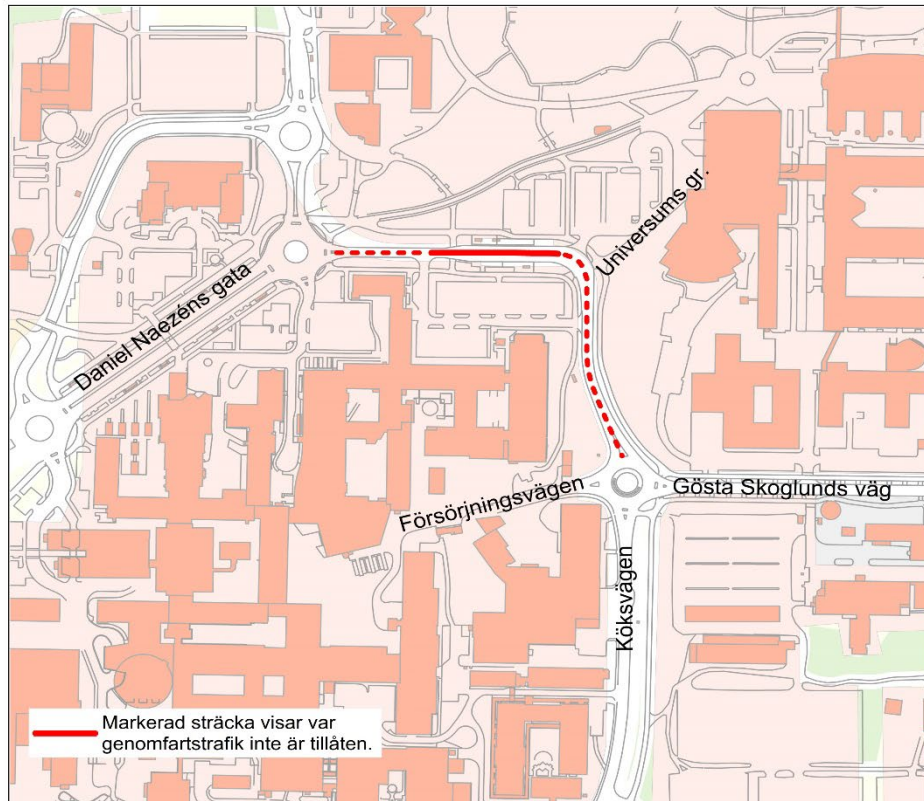 Universums gr.
Daniel Naezéns gata
Försörjningsvägen
Gösta Skoglunds väg
Köksvägen
Markerad sträcka visar var
genomfartstrafik inte är tillåten.